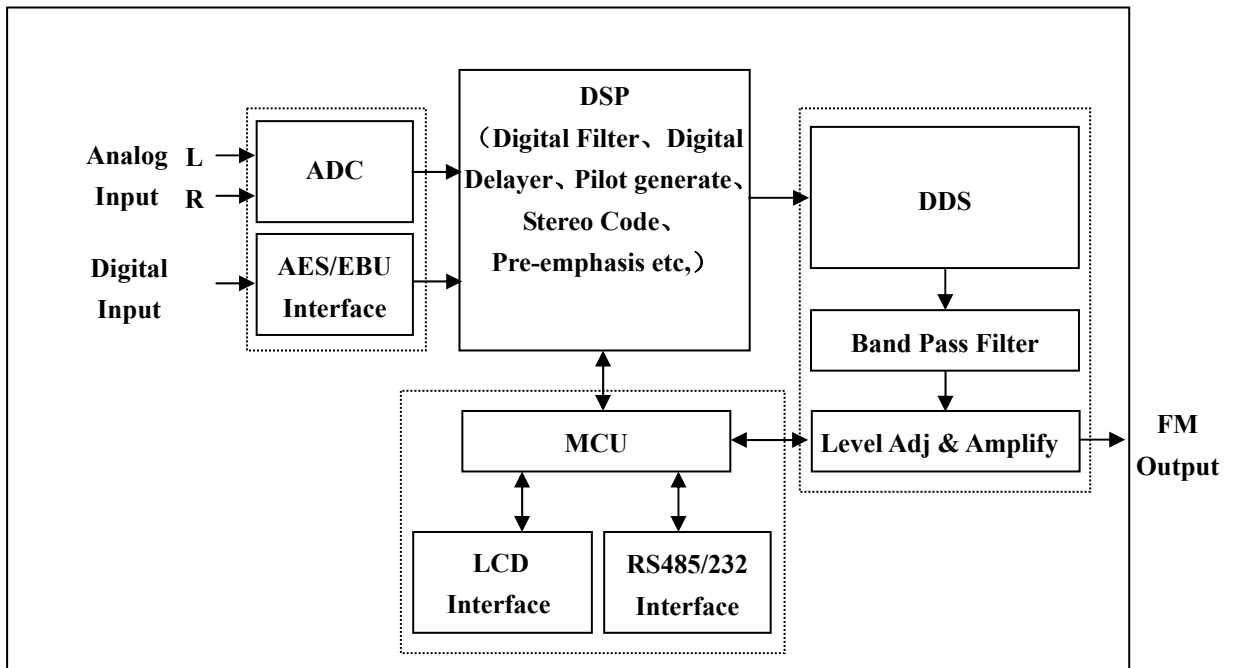 Analog L
Input R
Digital
Input
ADC
AES/EBU
Interface
DSP
（Digital Filter、Digital
Delayer、Pilot generate、
Stereo Code、
Pre-emphasis etc,）
DDS
Band Pass Filter
Level Adj & Amplify
FM
Output
MCU
LCD
Interface
RS485/232
Interface